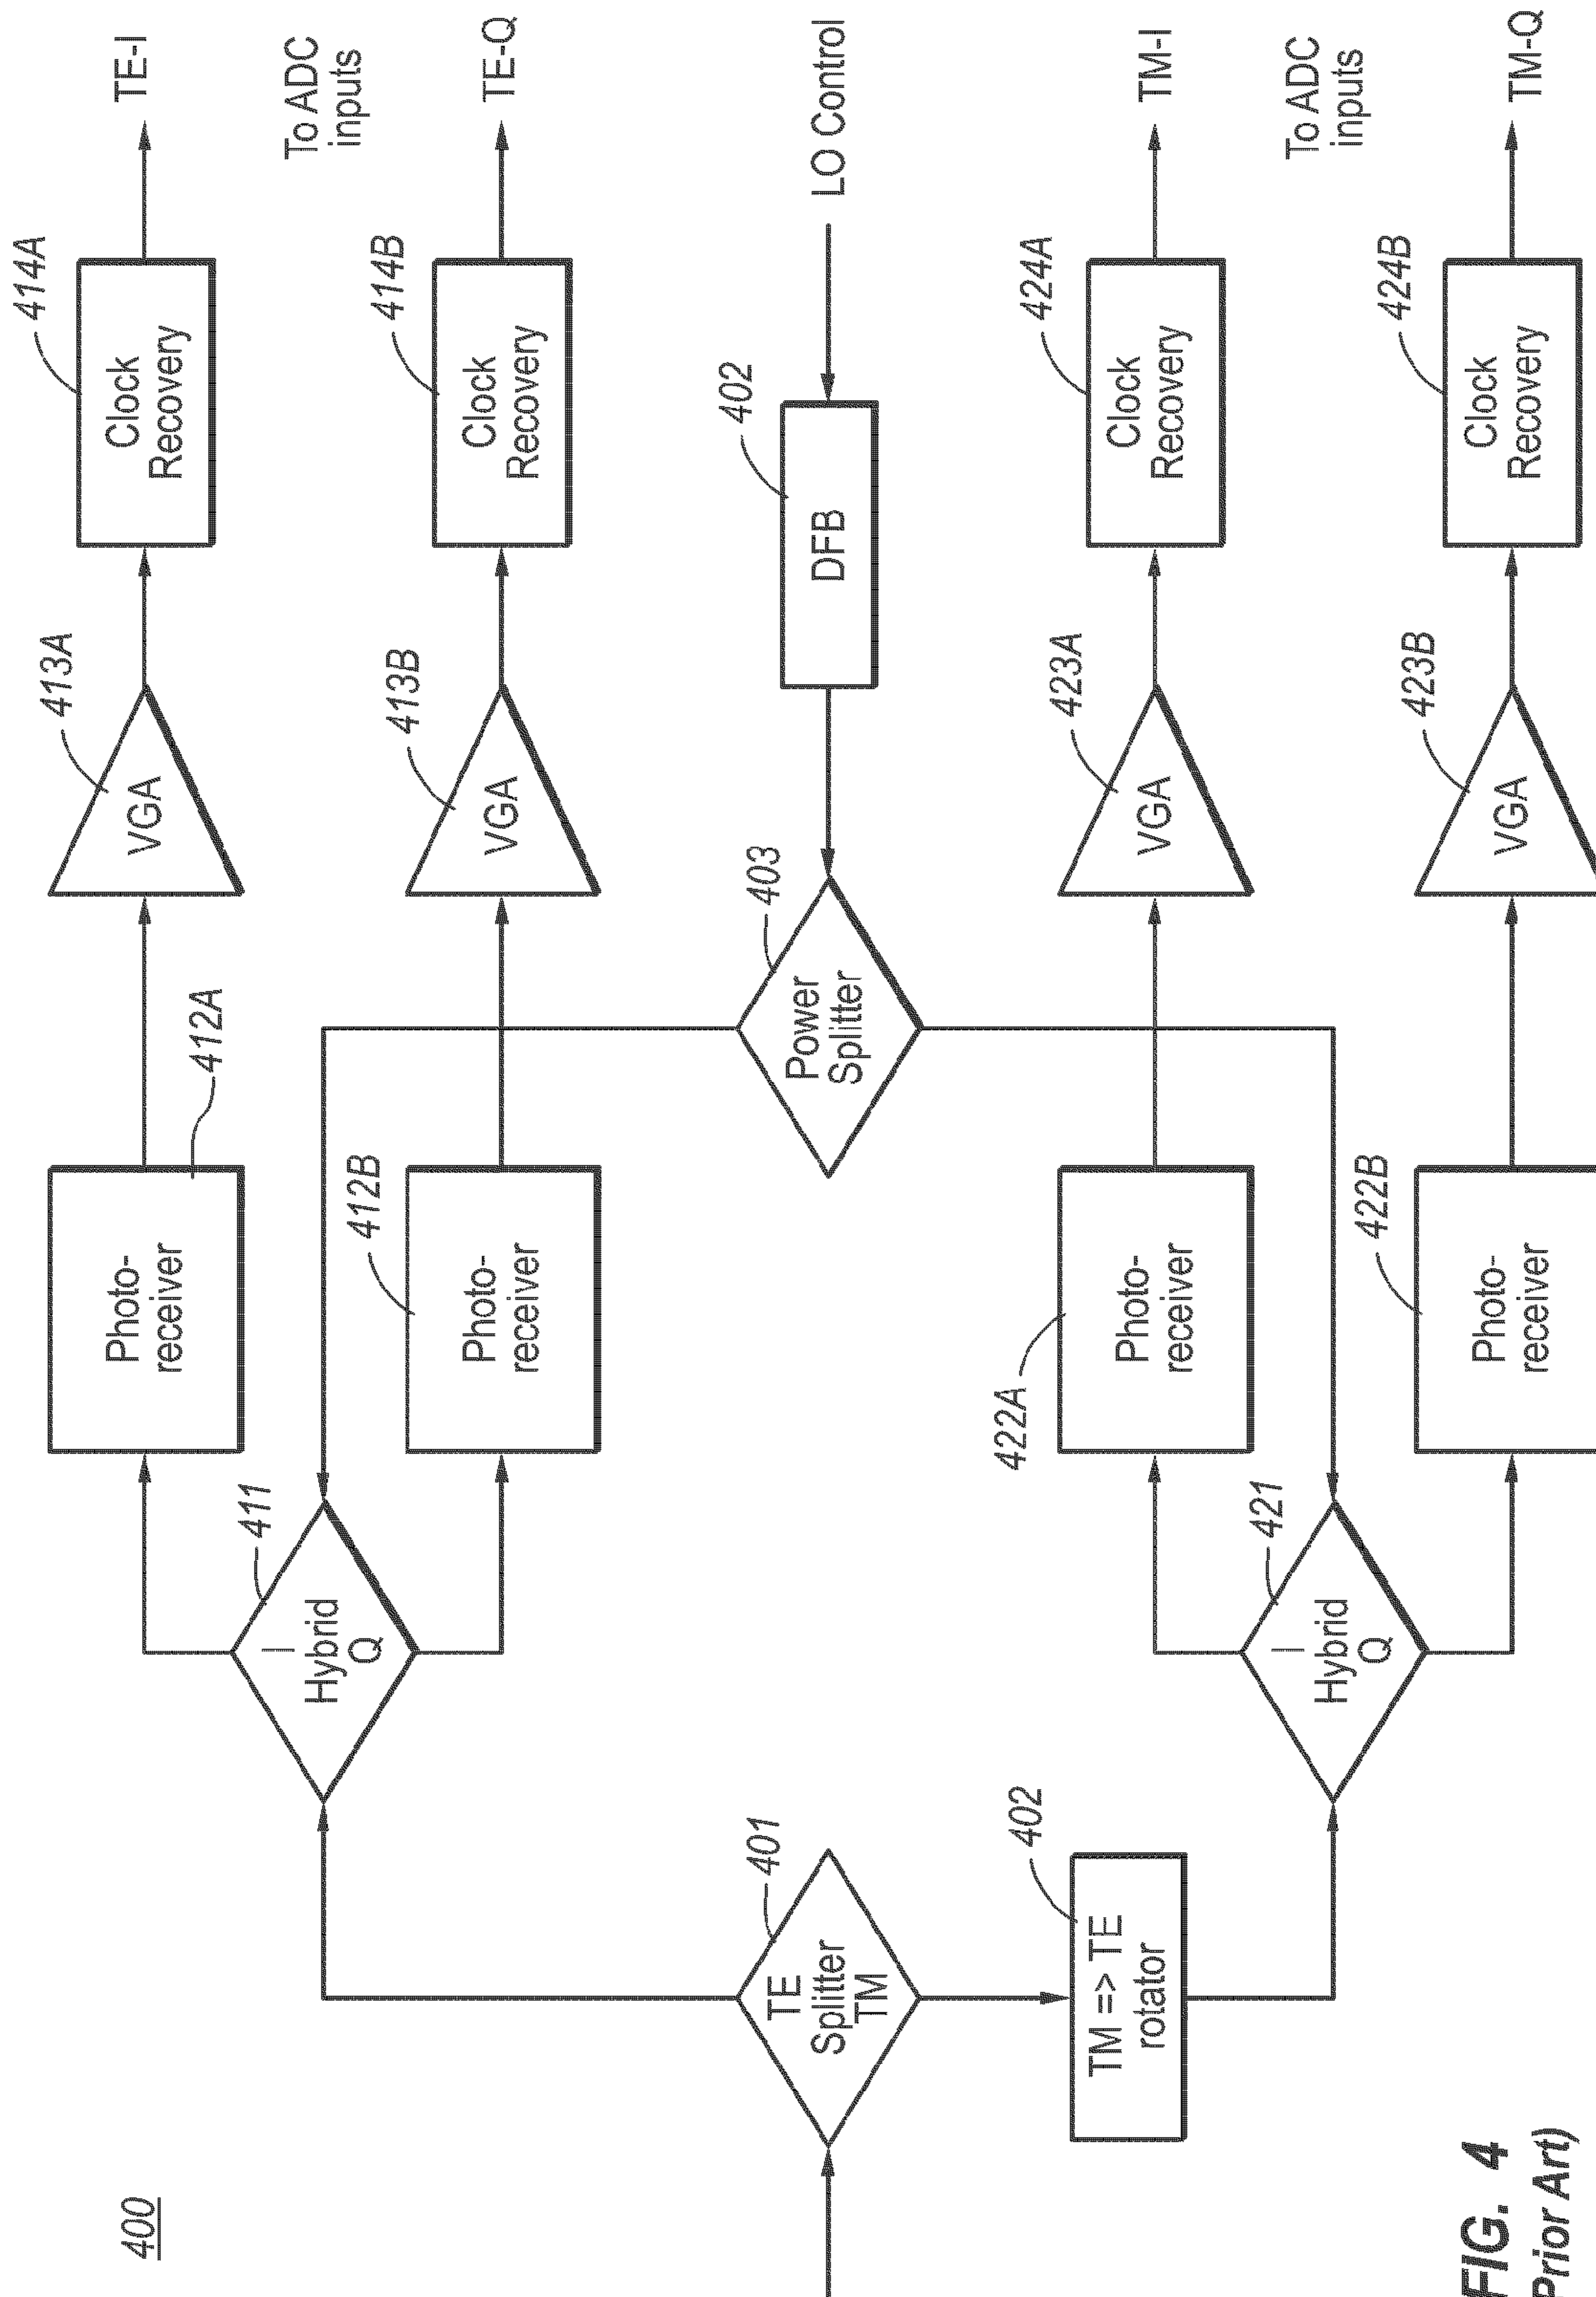 400
TE
Splitter
TM
401
TM => TE
rotator
402
I
Hybrid
Q
411
I
Hybrid
Q
421
Photo-
receiver
412A
Photo-
receiver
412B
Power
Splitter
403
Photo-
receiver
422A
Photo-
receiver
422B
VGA
413A
VGA
413B
DFB
402
VGA
423A
VGA
423B
Clock
Recovery
414A
Clock
Recovery
414B
Clock
Recovery
424A
Clock
Recovery
424B
TE-I
To ADC
inputs
TE-Q
LO Control
TM-I
To ADC
inputs
TM-Q
FIG. 4
Prior Art)